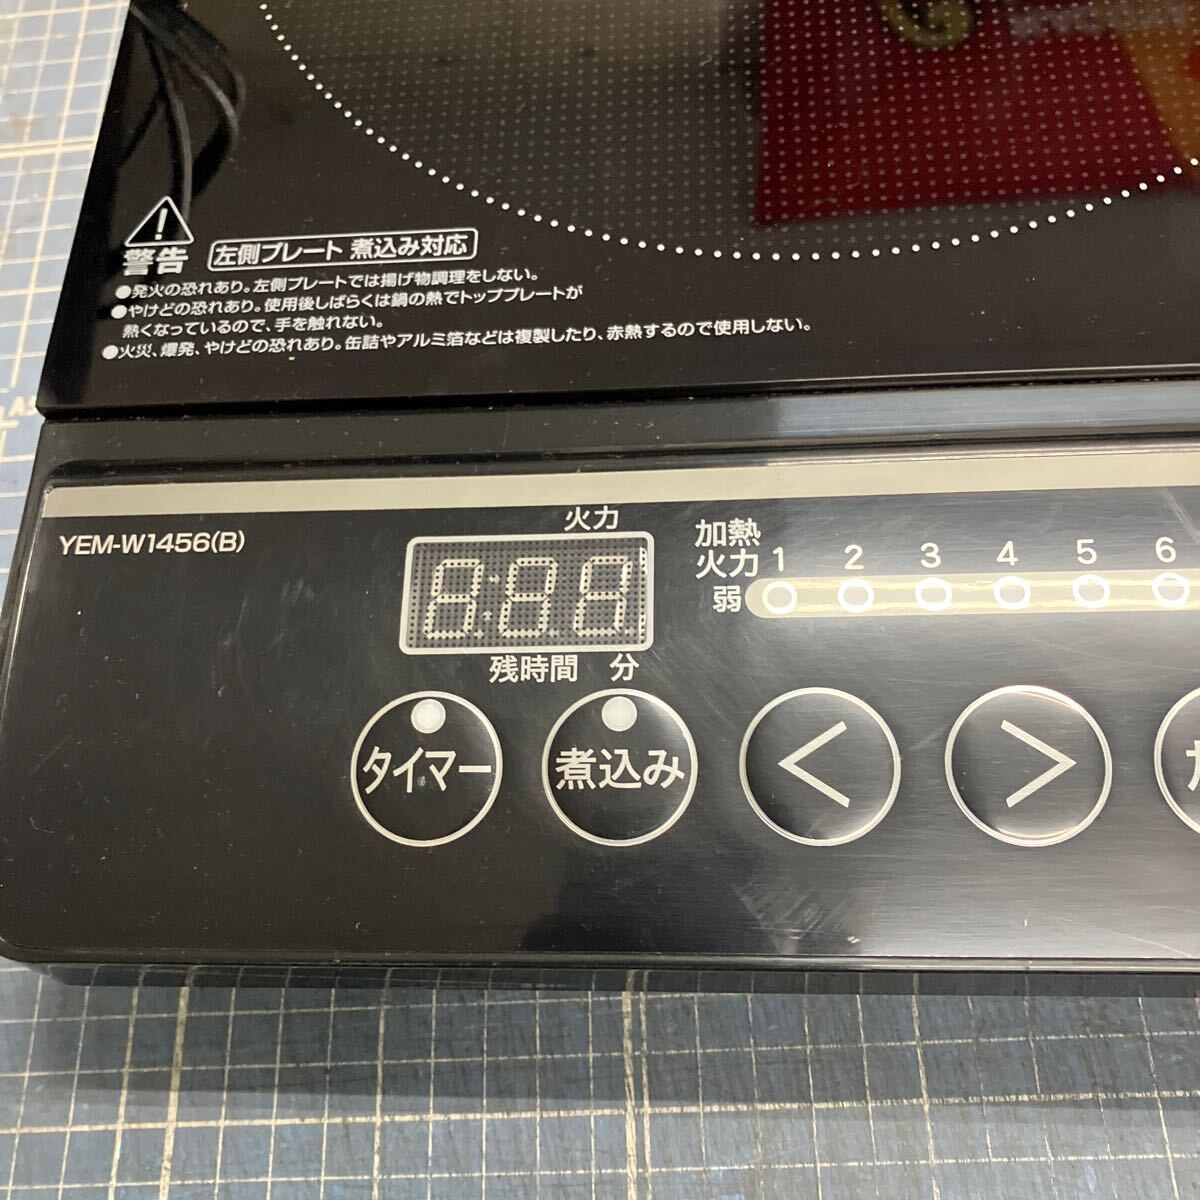 警告 左側プレート 煮込み対応
●発火の恐れあり。左側プレートでは揚げ物調理をしない。
●やけどの恐れあり。使用後しばらくは鍋の熱でトッププレートが
熱くなっているので、手を触れない。
●火災、爆発、やけどの恐れあり。缶詰やアルミ箔などは複製したり、赤熱するので使用しない。
YEM-W1456(B)
火力
8:8.8.
残時間 分
加熱
火力 1 2 3 4 5 6
弱
タイマー 煮込み < >